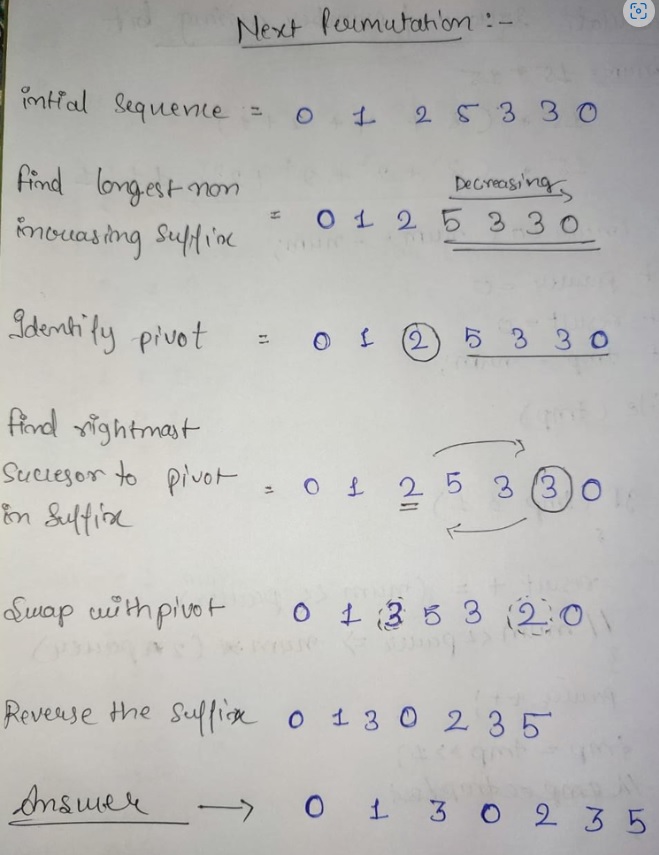 Next Permutation :-
intial sequence = 0 1 2 5 3 3 0
find longest non
Decreasing
increasing suffix = 0 1 2 5 3 3 0
Identify pivot = 0 1 2 5 3 3 0
find rightmast
Succesor to pivot = 0 1 2 5 3 3 0
in Suffix
Swap with pivot 0 1 3 5 3 2 0
Reverse the suffix 0 1 3 0 2 3 5
Answer → 0 1 3 0 2 3 5